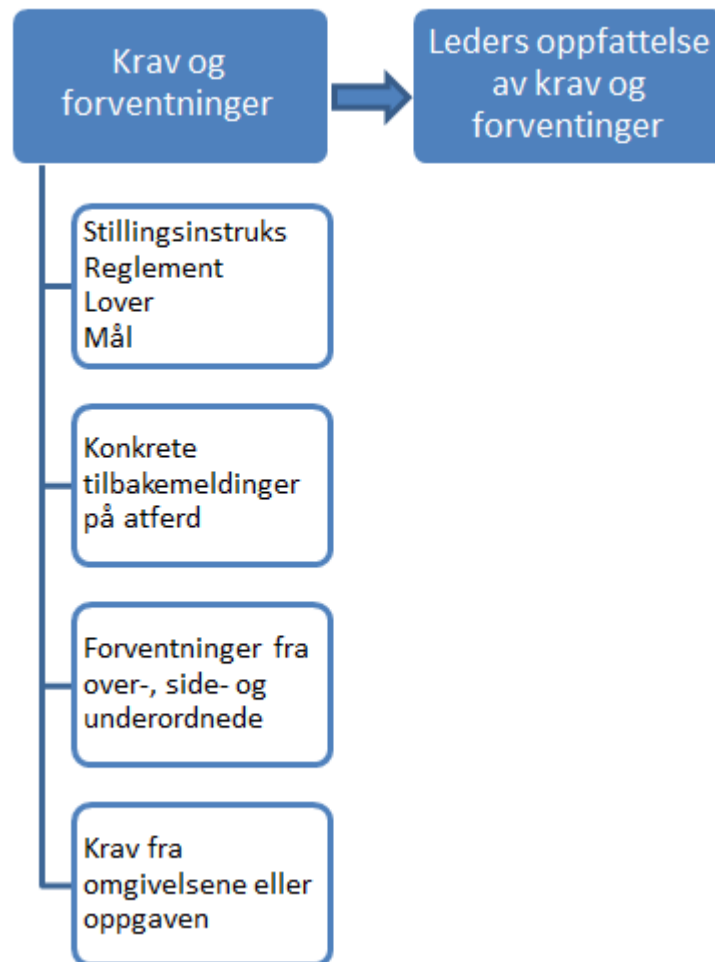 Krav og
forventninger
Leders oppfattelse
av krav og
forventinger
Stillingsinstruks
Reglement
Lover
Mål
Konkrete
tilbakemeldinger
på atferd
Forventninger fra
over-, side- og
underordnede
Krav fra
omgivelsene eller
oppgaven